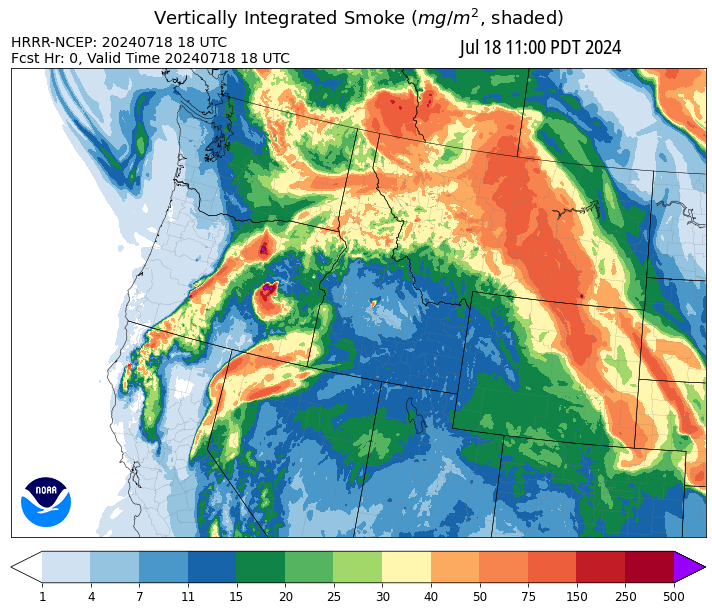 Vertically Integrated Smoke (mg/m², shaded)
HRRR-NCEP: 20240718 18 UTC
Jul 18 11:00 PDT 2024
Fcst Hr: 0, Valid Time 20240718 18 UTC
NOAA
1 4 7 11 15 20 25 30 40 50 75 150 250 500